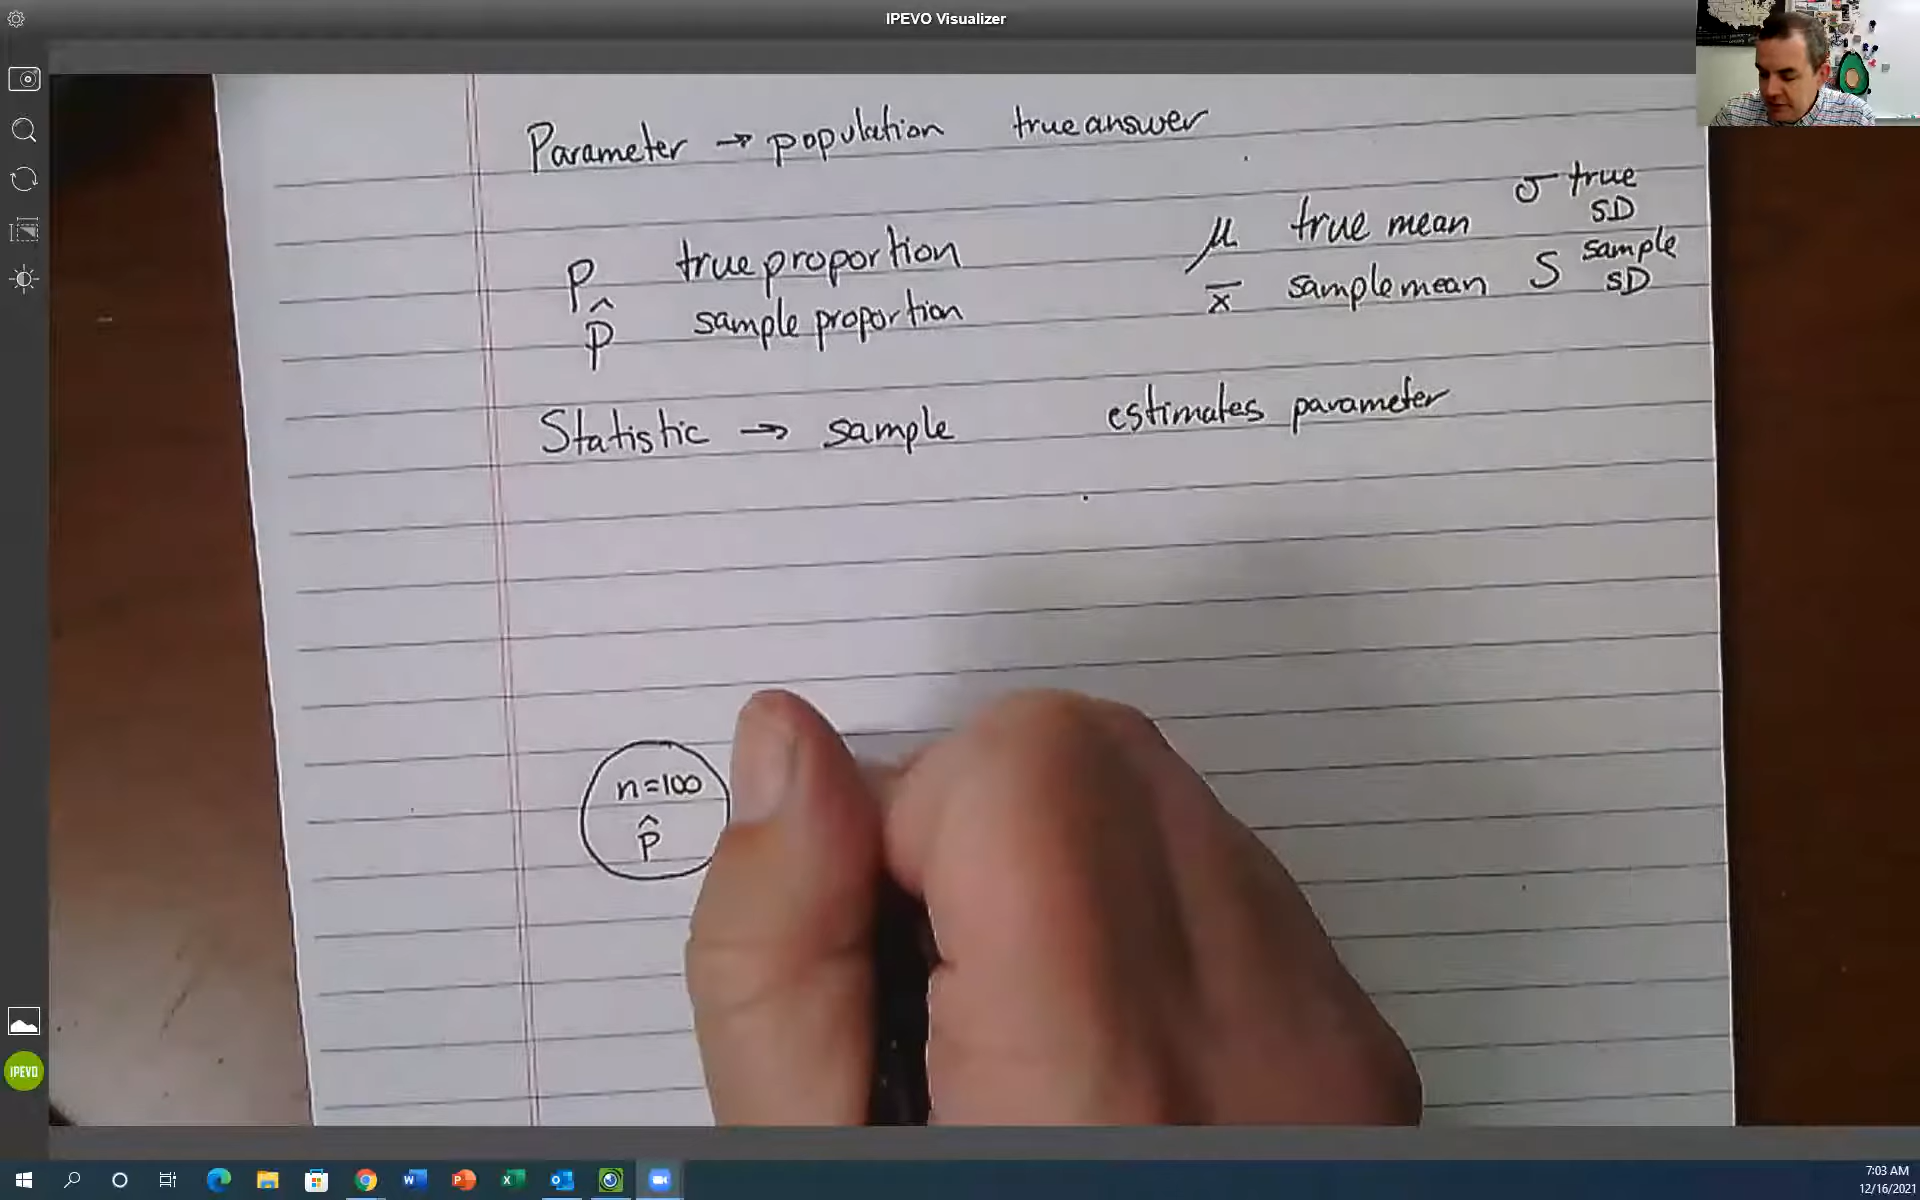 IPEVO Visualizer
Parameter → population true answer
σ true SD
μ true mean
p true proportion
S sample SD
x̄ sample mean
p̂ sample proportion
Statistic → sample estimates parameter
n=100
p̂
IPEVO
7:03 AM
12/16/2021